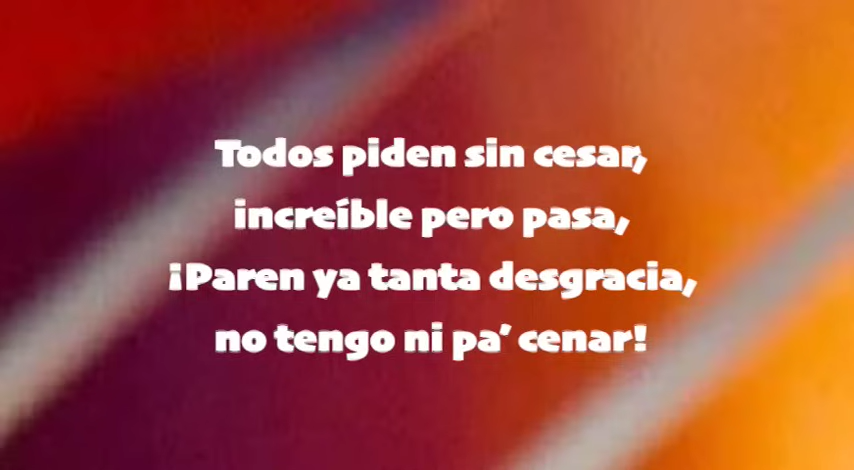 Todos piden sin cesar,
increíble pero pasa,
¡Paren ya tanta desgracia,
no tengo ni pa’ cenar!